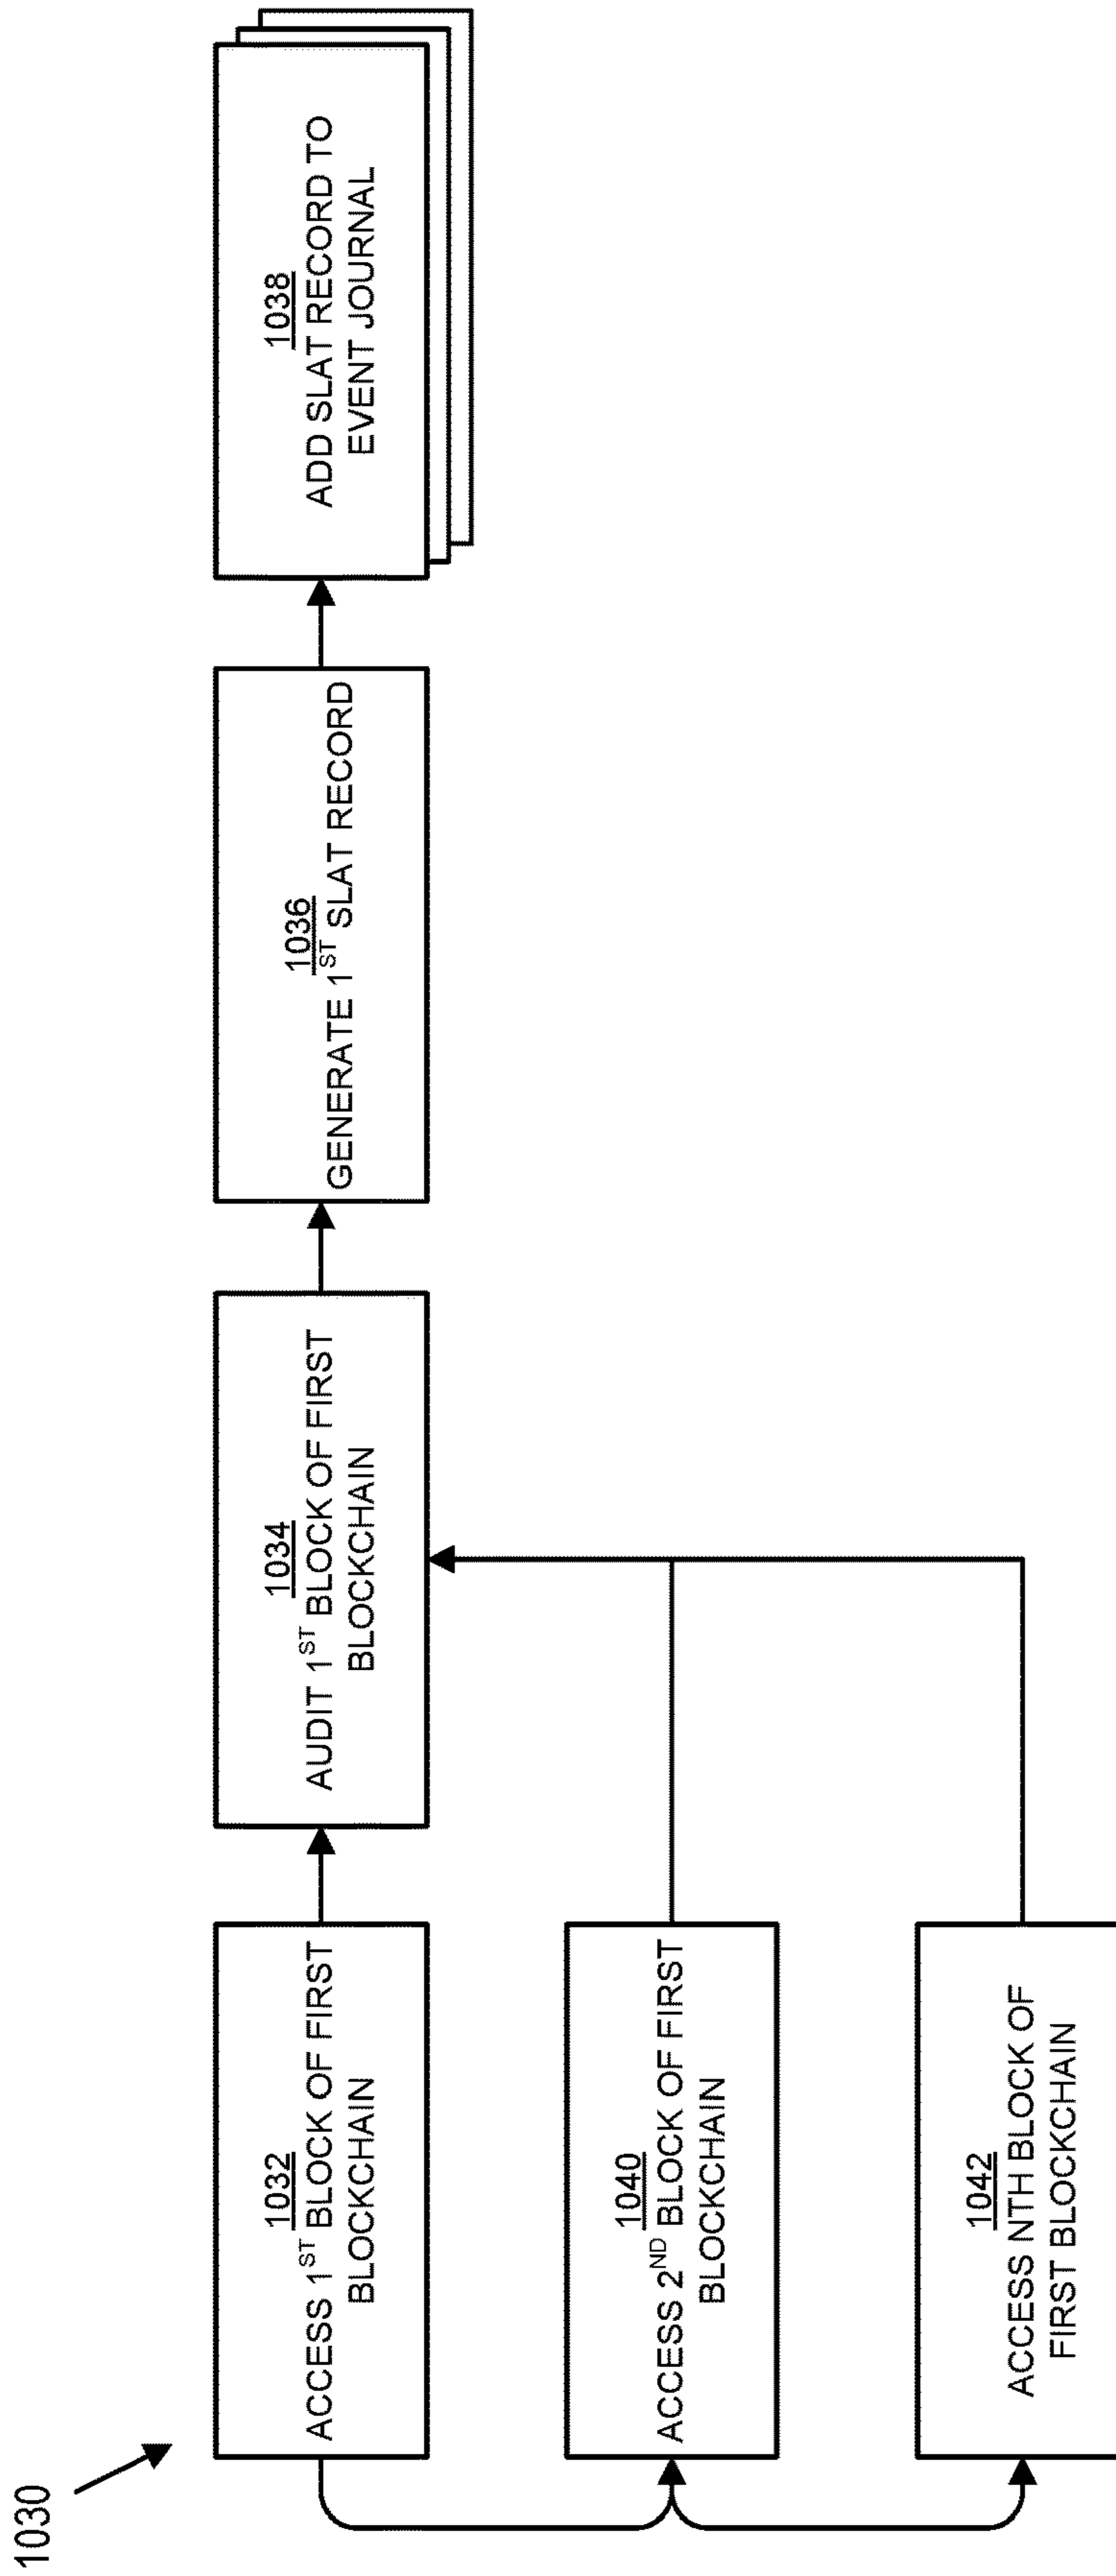 1030
1032
ACCESS 1ST BLOCK OF FIRST
BLOCKCHAIN
1034
AUDIT 1ST BLOCK OF FIRST
BLOCKCHAIN
1036
GENERATE 1ST SLAT RECORD
1038
ADD SLAT RECORD TO
EVENT JOURNAL
1040
ACCESS 2ND BLOCK OF FIRST
BLOCKCHAIN
1042
ACCESS NTH BLOCK OF
FIRST BLOCKCHAIN